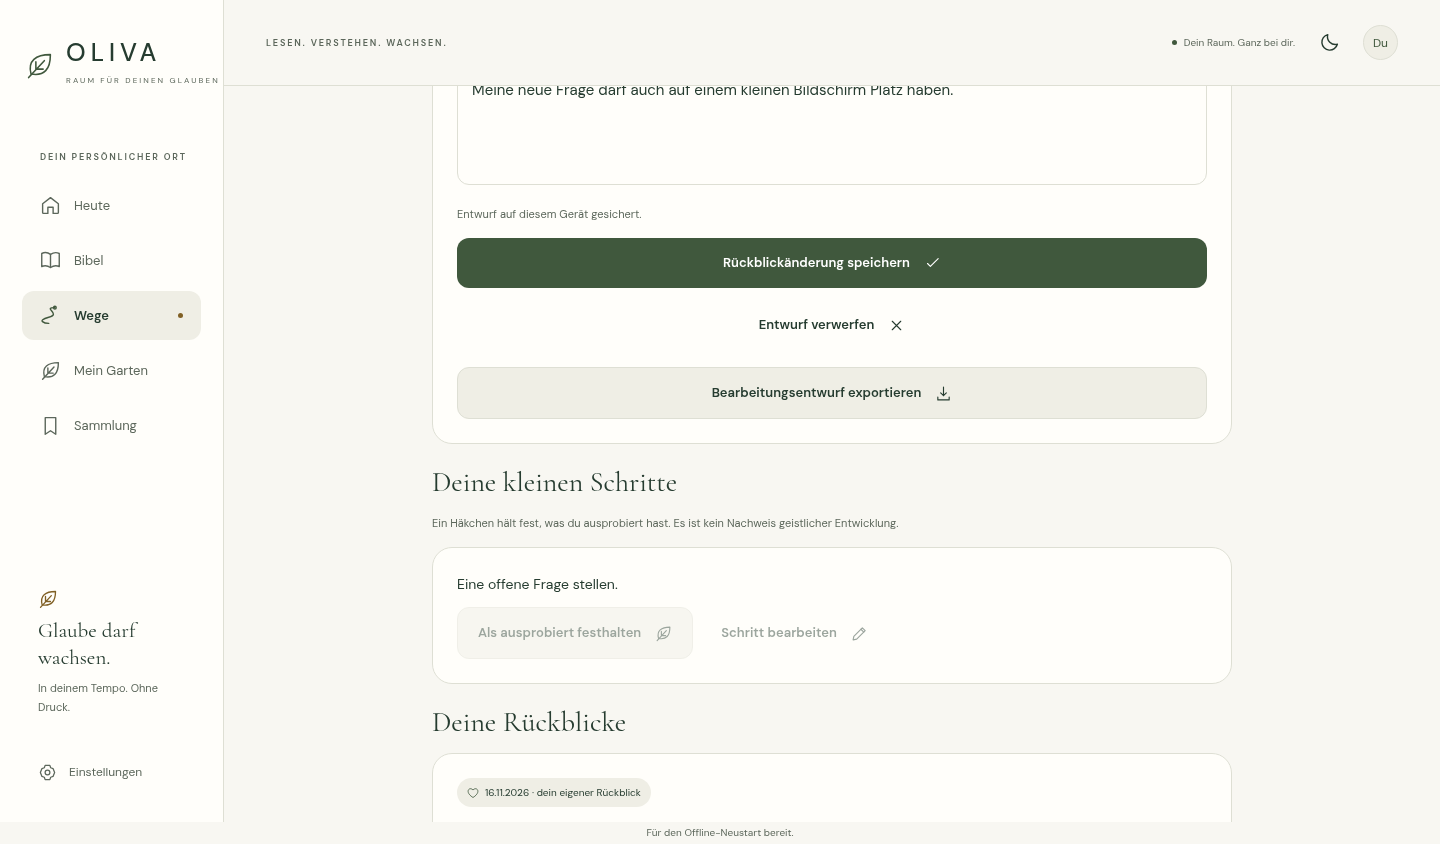 OLIVA
RAUM FÜR DEINEN GLAUBEN
LESEN. VERSTEHEN. WACHSEN.
Dein Raum. Ganz bei dir.
Du
DEIN PERSÖNLICHER ORT
Heute
Bibel
Wege
Mein Garten
Sammlung
Glaube darf
wachsen.
In deinem Tempo. Ohne
Druck.
Einstellungen
Meine neue Frage darf auch auf einem kleinen Bildschirm Platz haben.
Entwurf auf diesem Gerät gesichert.
Rückblickänderung speichern
Entwurf verwerfen
Bearbeitungsentwurf exportieren
Deine kleinen Schritte
Ein Häkchen hält fest, was du ausprobiert hast. Es ist kein Nachweis geistlicher Entwicklung.
Eine offene Frage stellen.
Als ausprobiert festhalten
Schritt bearbeiten
Deine Rückblicke
16.11.2026 · dein eigener Rückblick
Für den Offline-Neustart bereit.